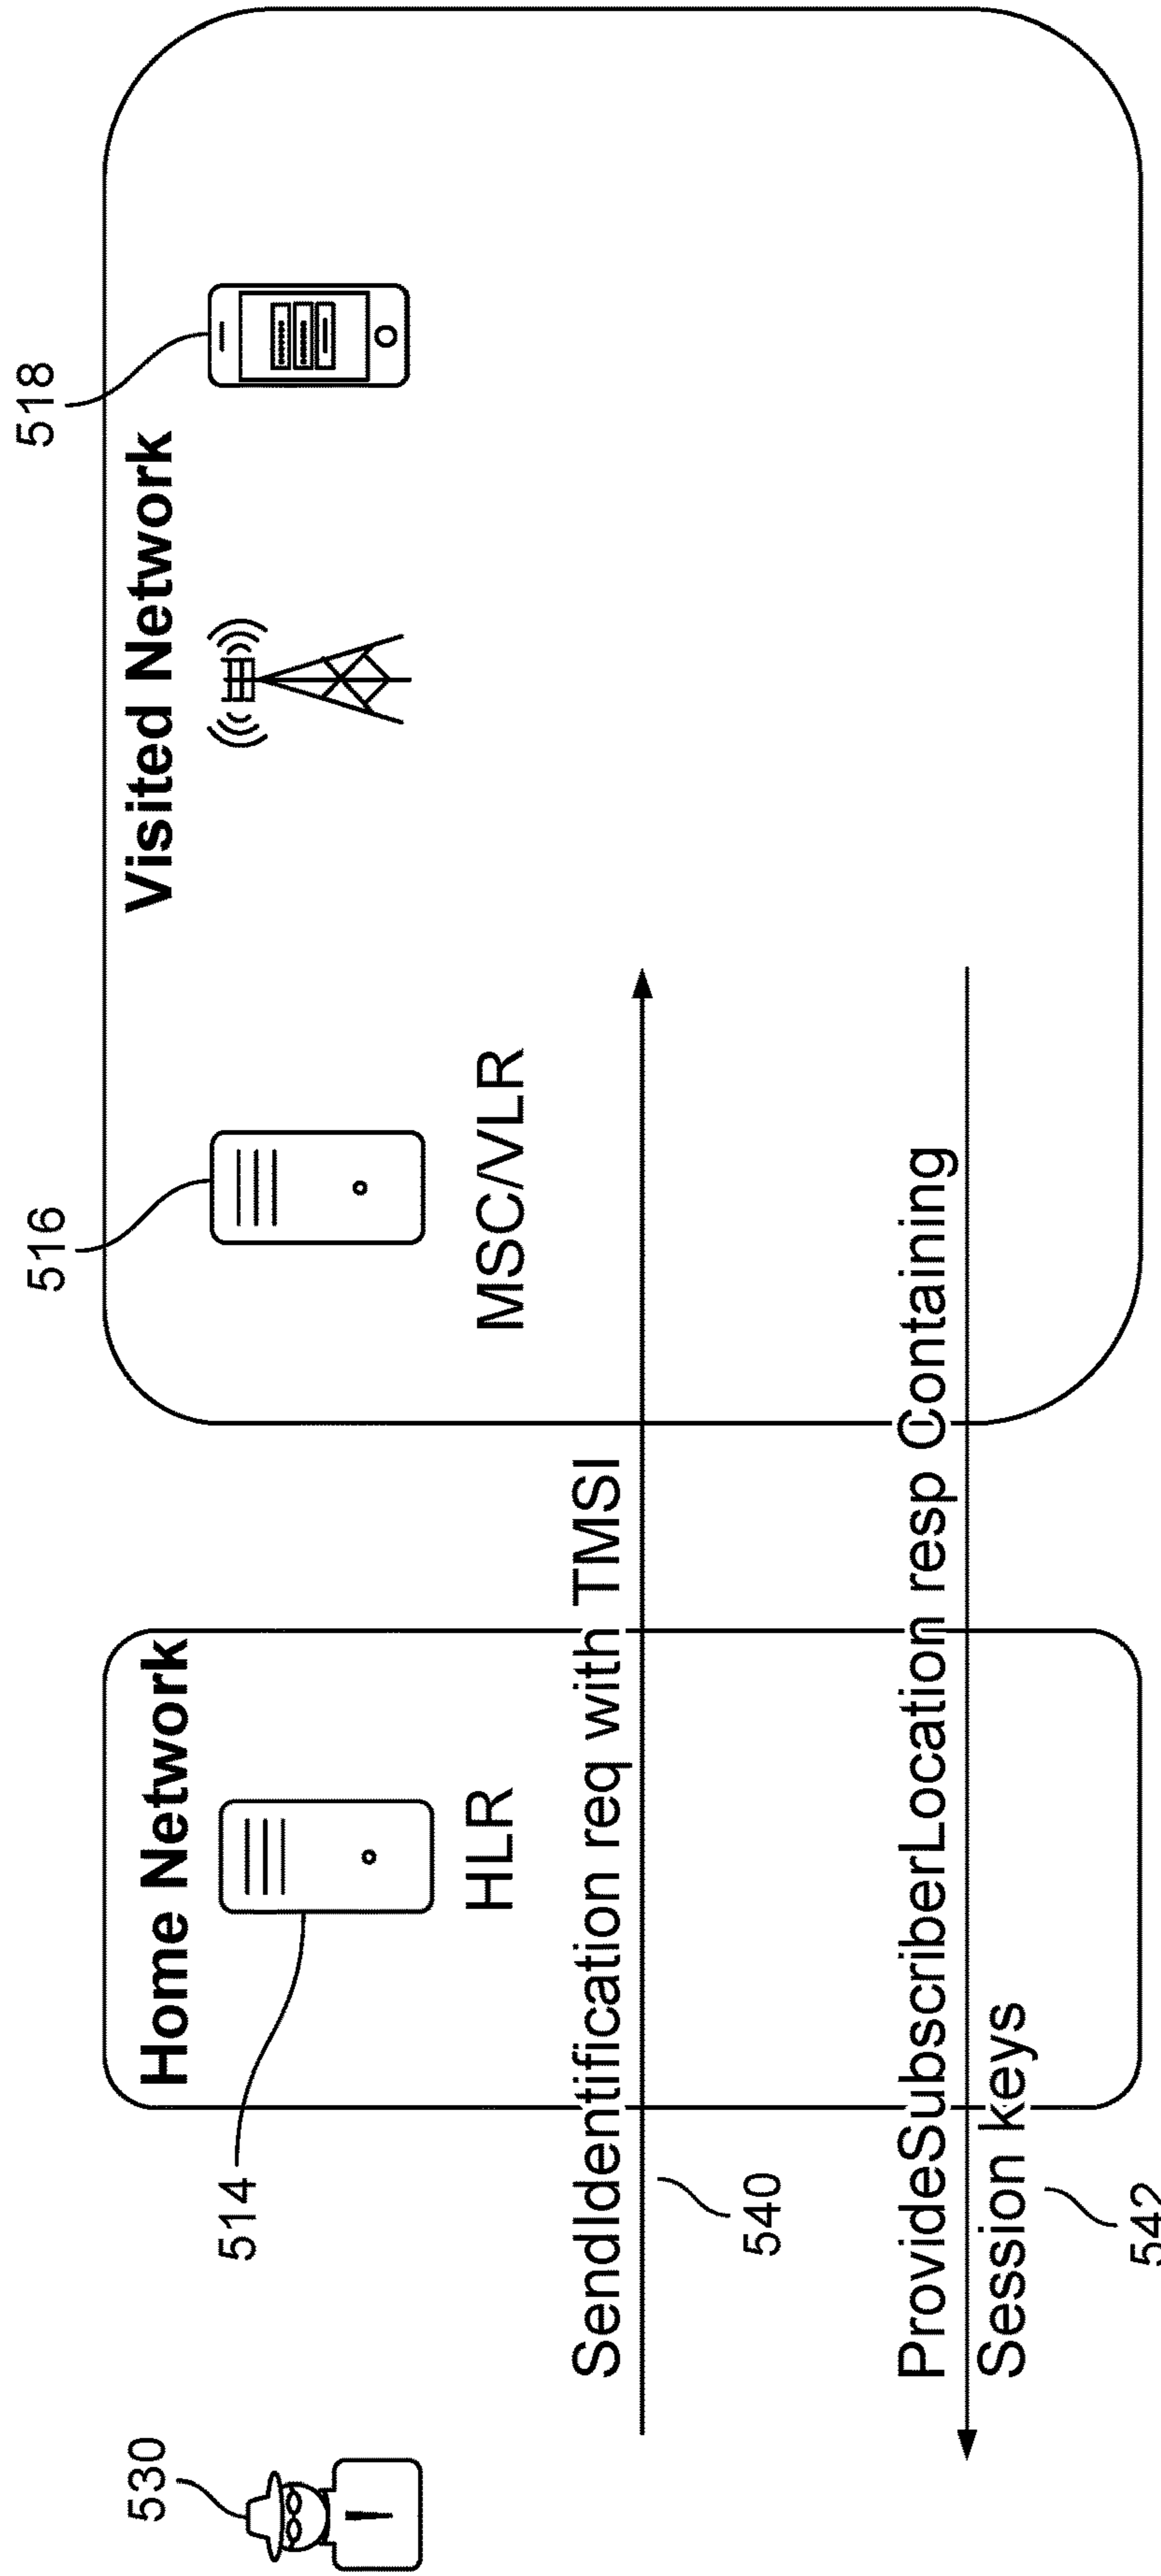 530
514
516
518
Home Network
Visited Network
HLR
MSC/VLR
SendIdentification req with TMSI
540
ProvideSubscriberLocation resp Containing
Session keys
542